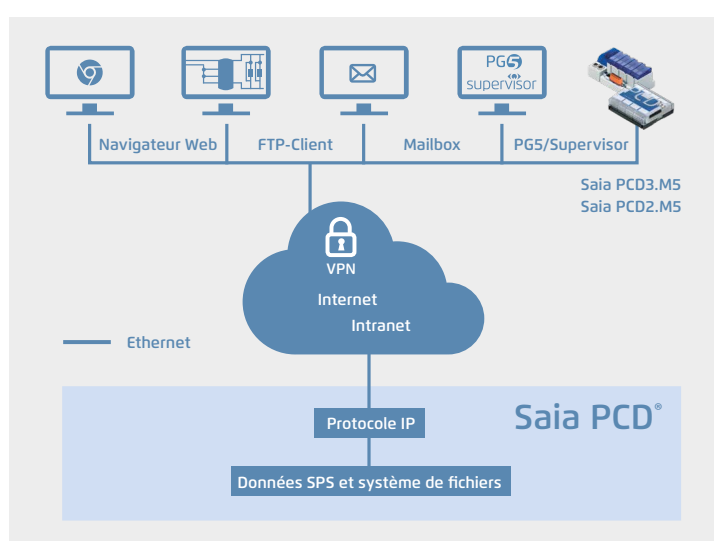 PG5
supervisor
Navigateur Web
FTP-Client
Mailbox
PG5/Supervisor
Saia PCD3.M5
Saia PCD2.M5
VPN
Internet
Intranet
Ethernet
Saia PCD®
Protocole IP
Données SPS et système de fichiers